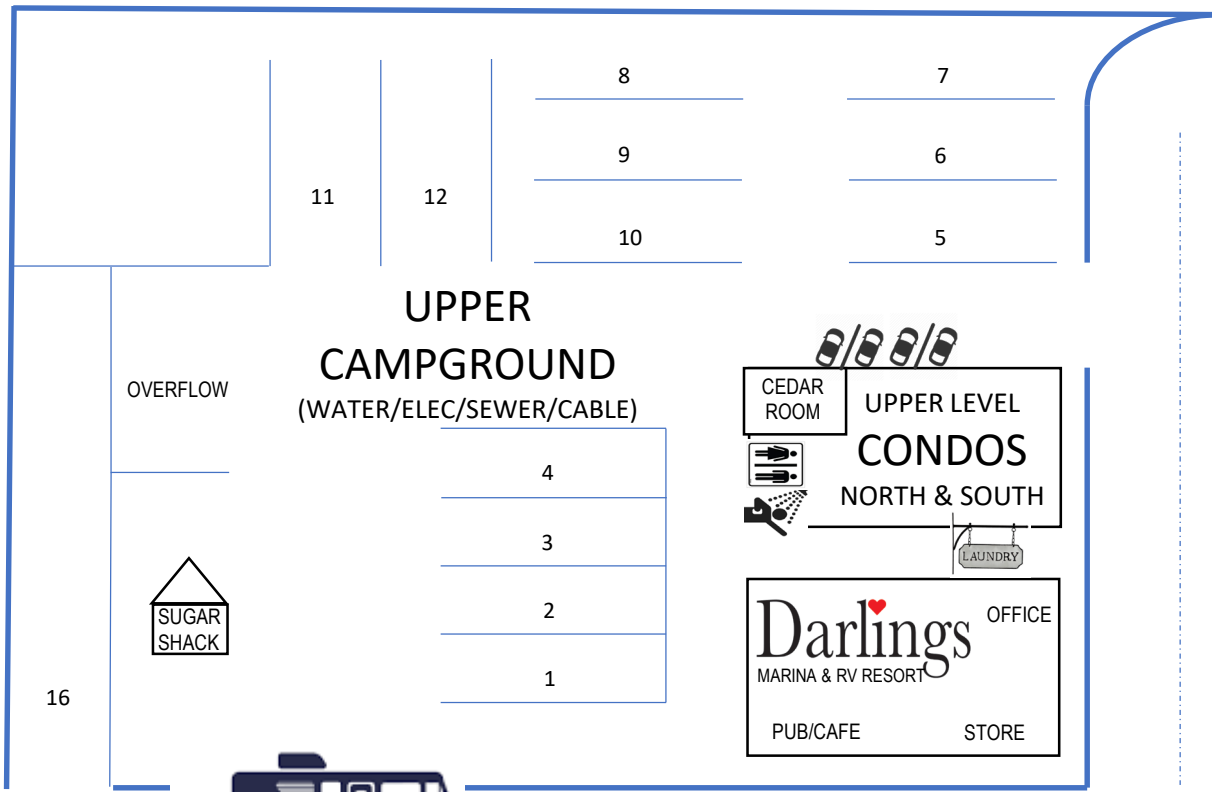 8
7
9
6
11
12
10
5
UPPER
CAMPGROUND
(WATER/ELEC/SEWER/CABLE)
OVERFLOW
CEDAR
ROOM
UPPER LEVEL
CONDOS
NORTH & SOUTH
4
3
2
1
LAUNDRY
SUGAR
SHACK
16
Darlings
MARINA & RV RESORT
OFFICE
PUB/CAFE
STORE